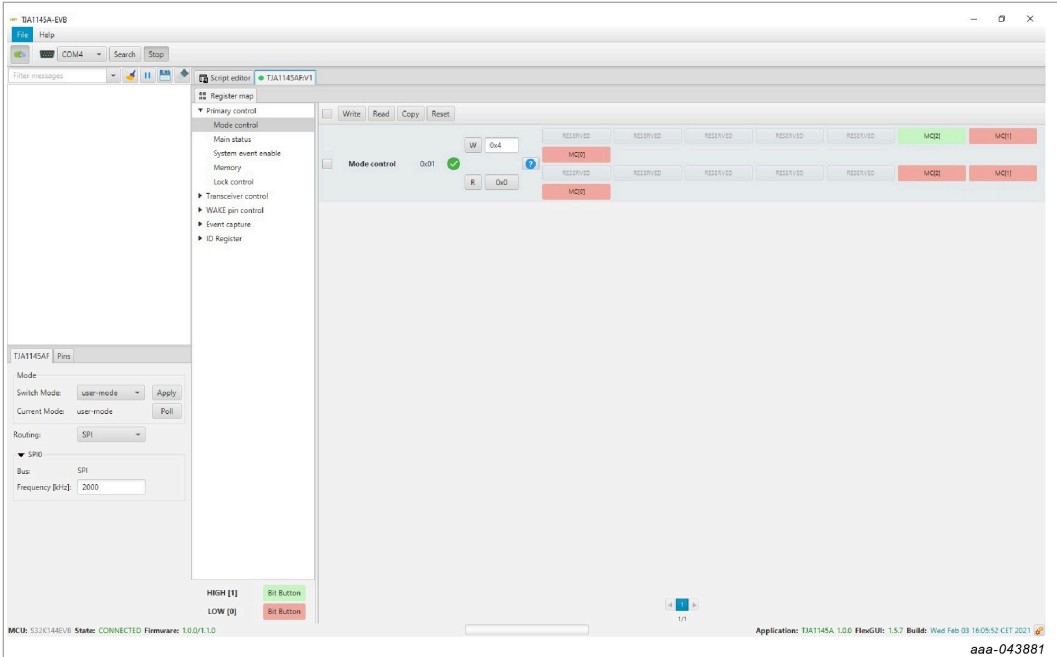 TJA1145A-EVB
File Help
COM4 Search Stop
Filter messages
Script editor TJA1145AF:V1
Register map
Primary control
Mode control
Main status
System event enable
Memory
Lock control
Transceiver control
WAKE pin control
Event capture
ID Register
Write Read Copy Reset
Mode control 0x01
W 0x4
RESERVED RESERVED RESERVED RESERVED RESERVED MC[2] MC[1]
MC[0]
R 0x0
RESERVED RESERVED RESERVED RESERVED RESERVED MC[2] MC[1]
MC[0]
TJA1145AF Pins
Mode
Switch Mode: user-mode Apply
Current Mode: user-mode Poll
Routing: SPI
SPI0
Bus: SPI
Frequency [kHz]: 2000
HIGH [1] Bit Button
LOW [0] Bit Button
1
1/1
MCU: S32K144EVB State: CONNECTED Firmware: 1.0.0/1.1.0
Application: TJA1145A 1.0.0 FlexGUI: 1.5.7 Build: Wed Feb 03 16:05:52 CET 2021
aaa-043881